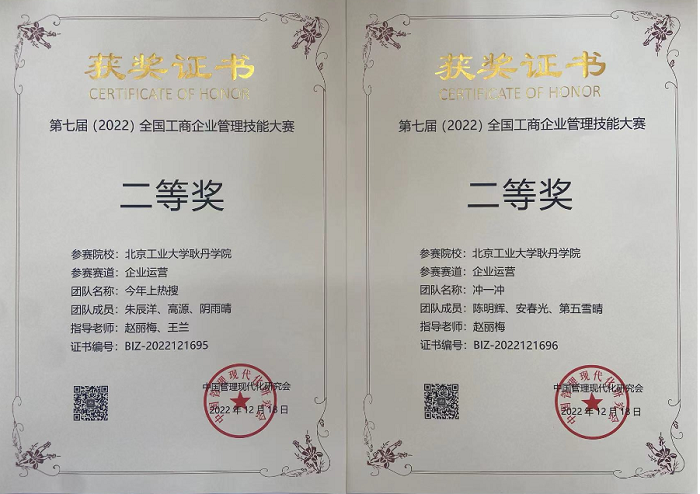 获奖证书
CERTIFICATE OF HONOR
第七届（2022）全国工商企业管理技能大赛
二等奖
参赛院校：北京工业大学耿丹学院
参赛赛道：企业运营
团队名称：今年上热搜
团队成员：朱辰洋、高源、阴雨晴
指导老师：赵丽梅、王兰
证书编号：BIZ-2022121695
中国管理现代化研究会
2022年12月18日
获奖证书
CERTIFICATE OF HONOR
第七届（2022）全国工商企业管理技能大赛
二等奖
参赛院校：北京工业大学耿丹学院
参赛赛道：企业运营
团队名称：冲一冲
团队成员：陈明辉、安春光、第五雪晴
指导老师：赵丽梅
证书编号：BIZ-2022121696
中国管理现代化研究会
2022年12月18日